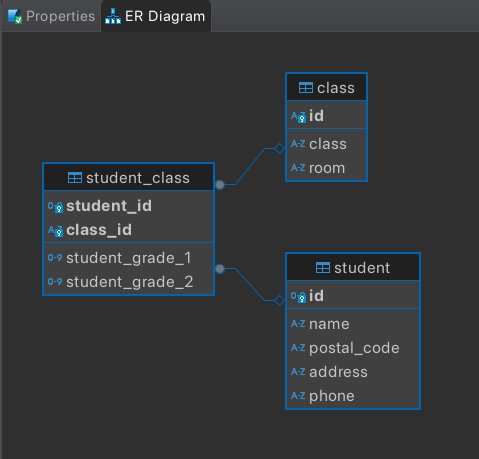 Properties
ER Diagram
class
id
class
room
student_class
student_id
class_id
student_grade_1
student_grade_2
student
id
name
postal_code
address
phone